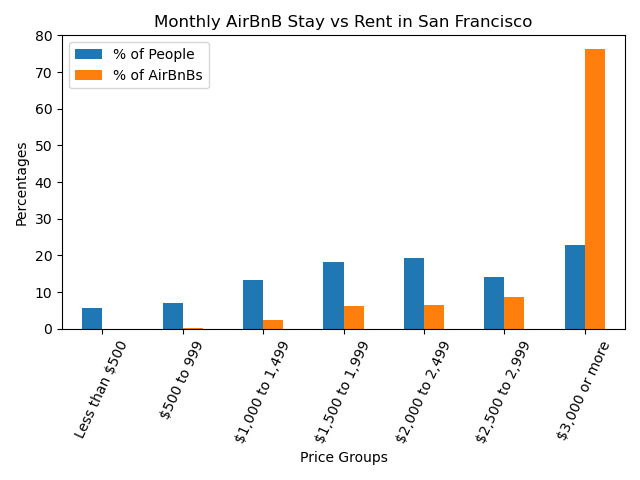 Monthly AirBnB Stay vs Rent in San Francisco
% of People
% of AirBnBs
Percentages
80
70
60
50
40
30
20
10
0
Less than $500
$500 to 999
$1,000 to 1,499
$1,500 to 1,999
$2,000 to 2,499
$2,500 to 2,999
$3,000 or more
Price Groups